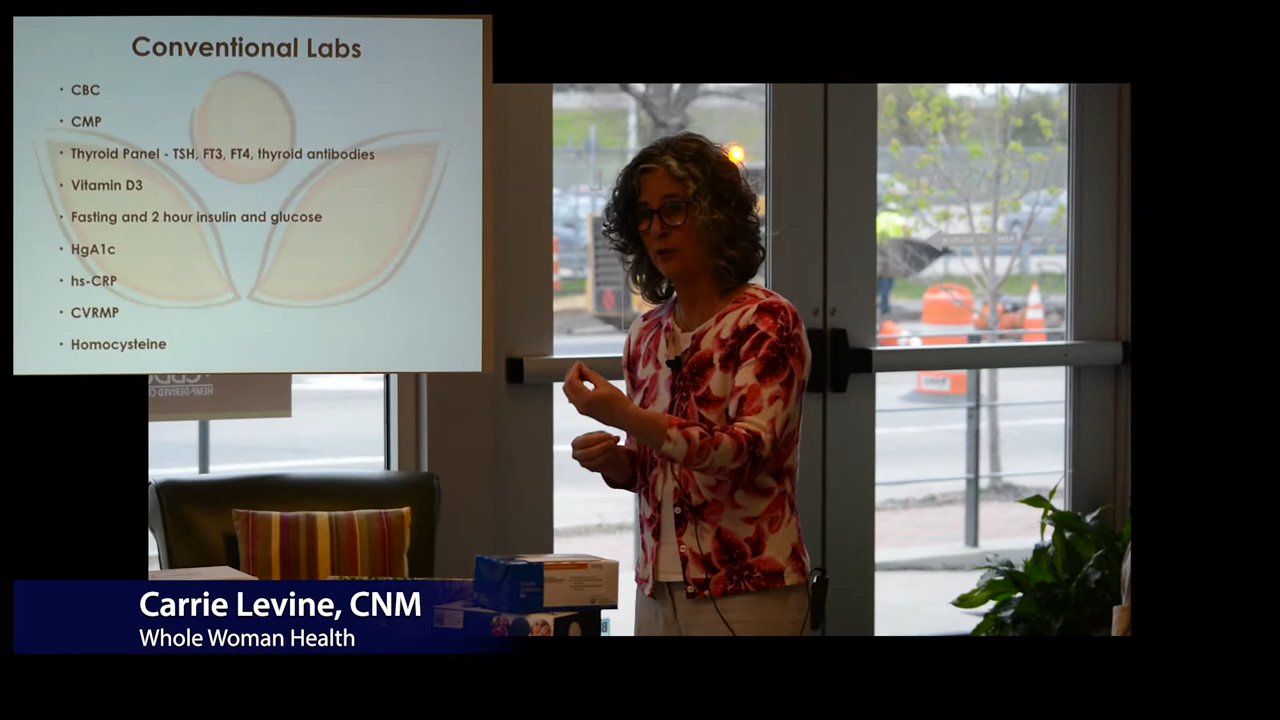 Conventional Labs
• CBC
• CMP
• Thyroid Panel - TSH, FT3, FT4, thyroid antibodies
• Vitamin D3
• Fasting and 2 hour insulin and glucose
• HgA1c
• hs-CRP
• CVRMP
• Homocysteine
Carrie Levine, CNM
Whole Woman Health